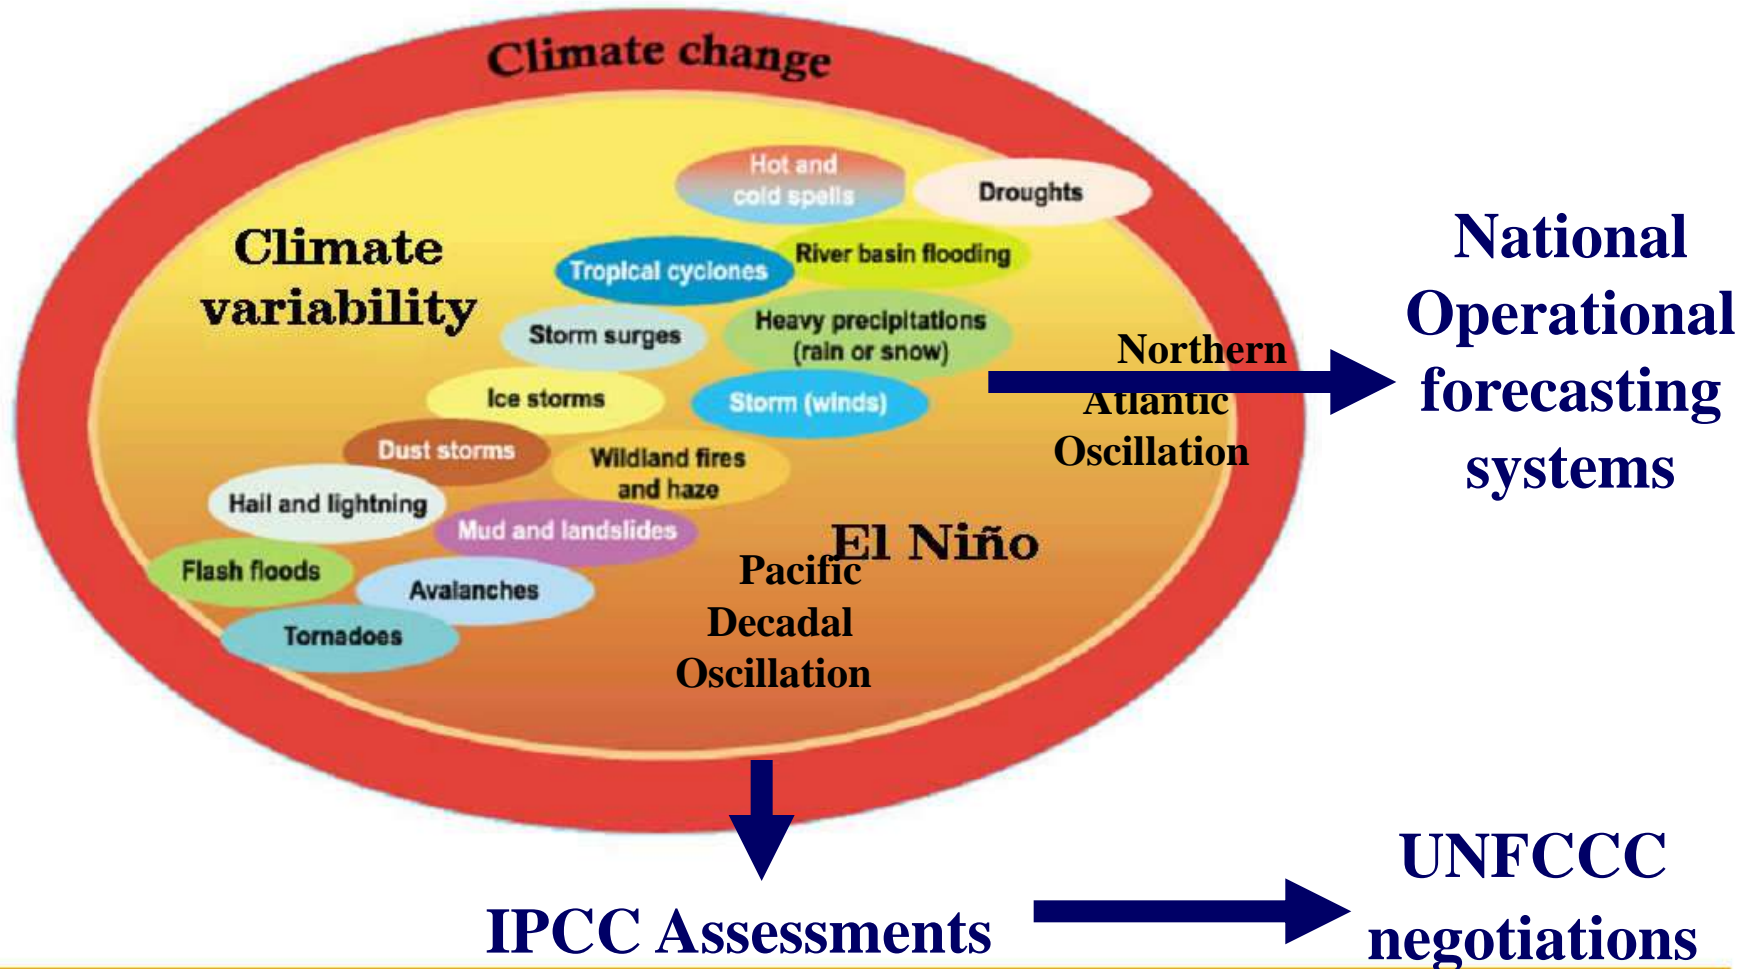 Climate change
Hot and
cold spells
Droughts
Climate
variability
Tropical cyclones
River basin flooding
Storm surges
Heavy precipitations
(rain or snow)
Ice storms
Storm (winds)
Northern
Atlantic
Oscillation
Dust storms
Wildland fires
and haze
Hail and lightning
Mud and landslides
El Niño
Flash floods
Avalanches
Pacific
Decadal
Oscillation
Tornadoes
National
Operational
forecasting
systems
IPCC Assessments
UNFCCC
negotiations